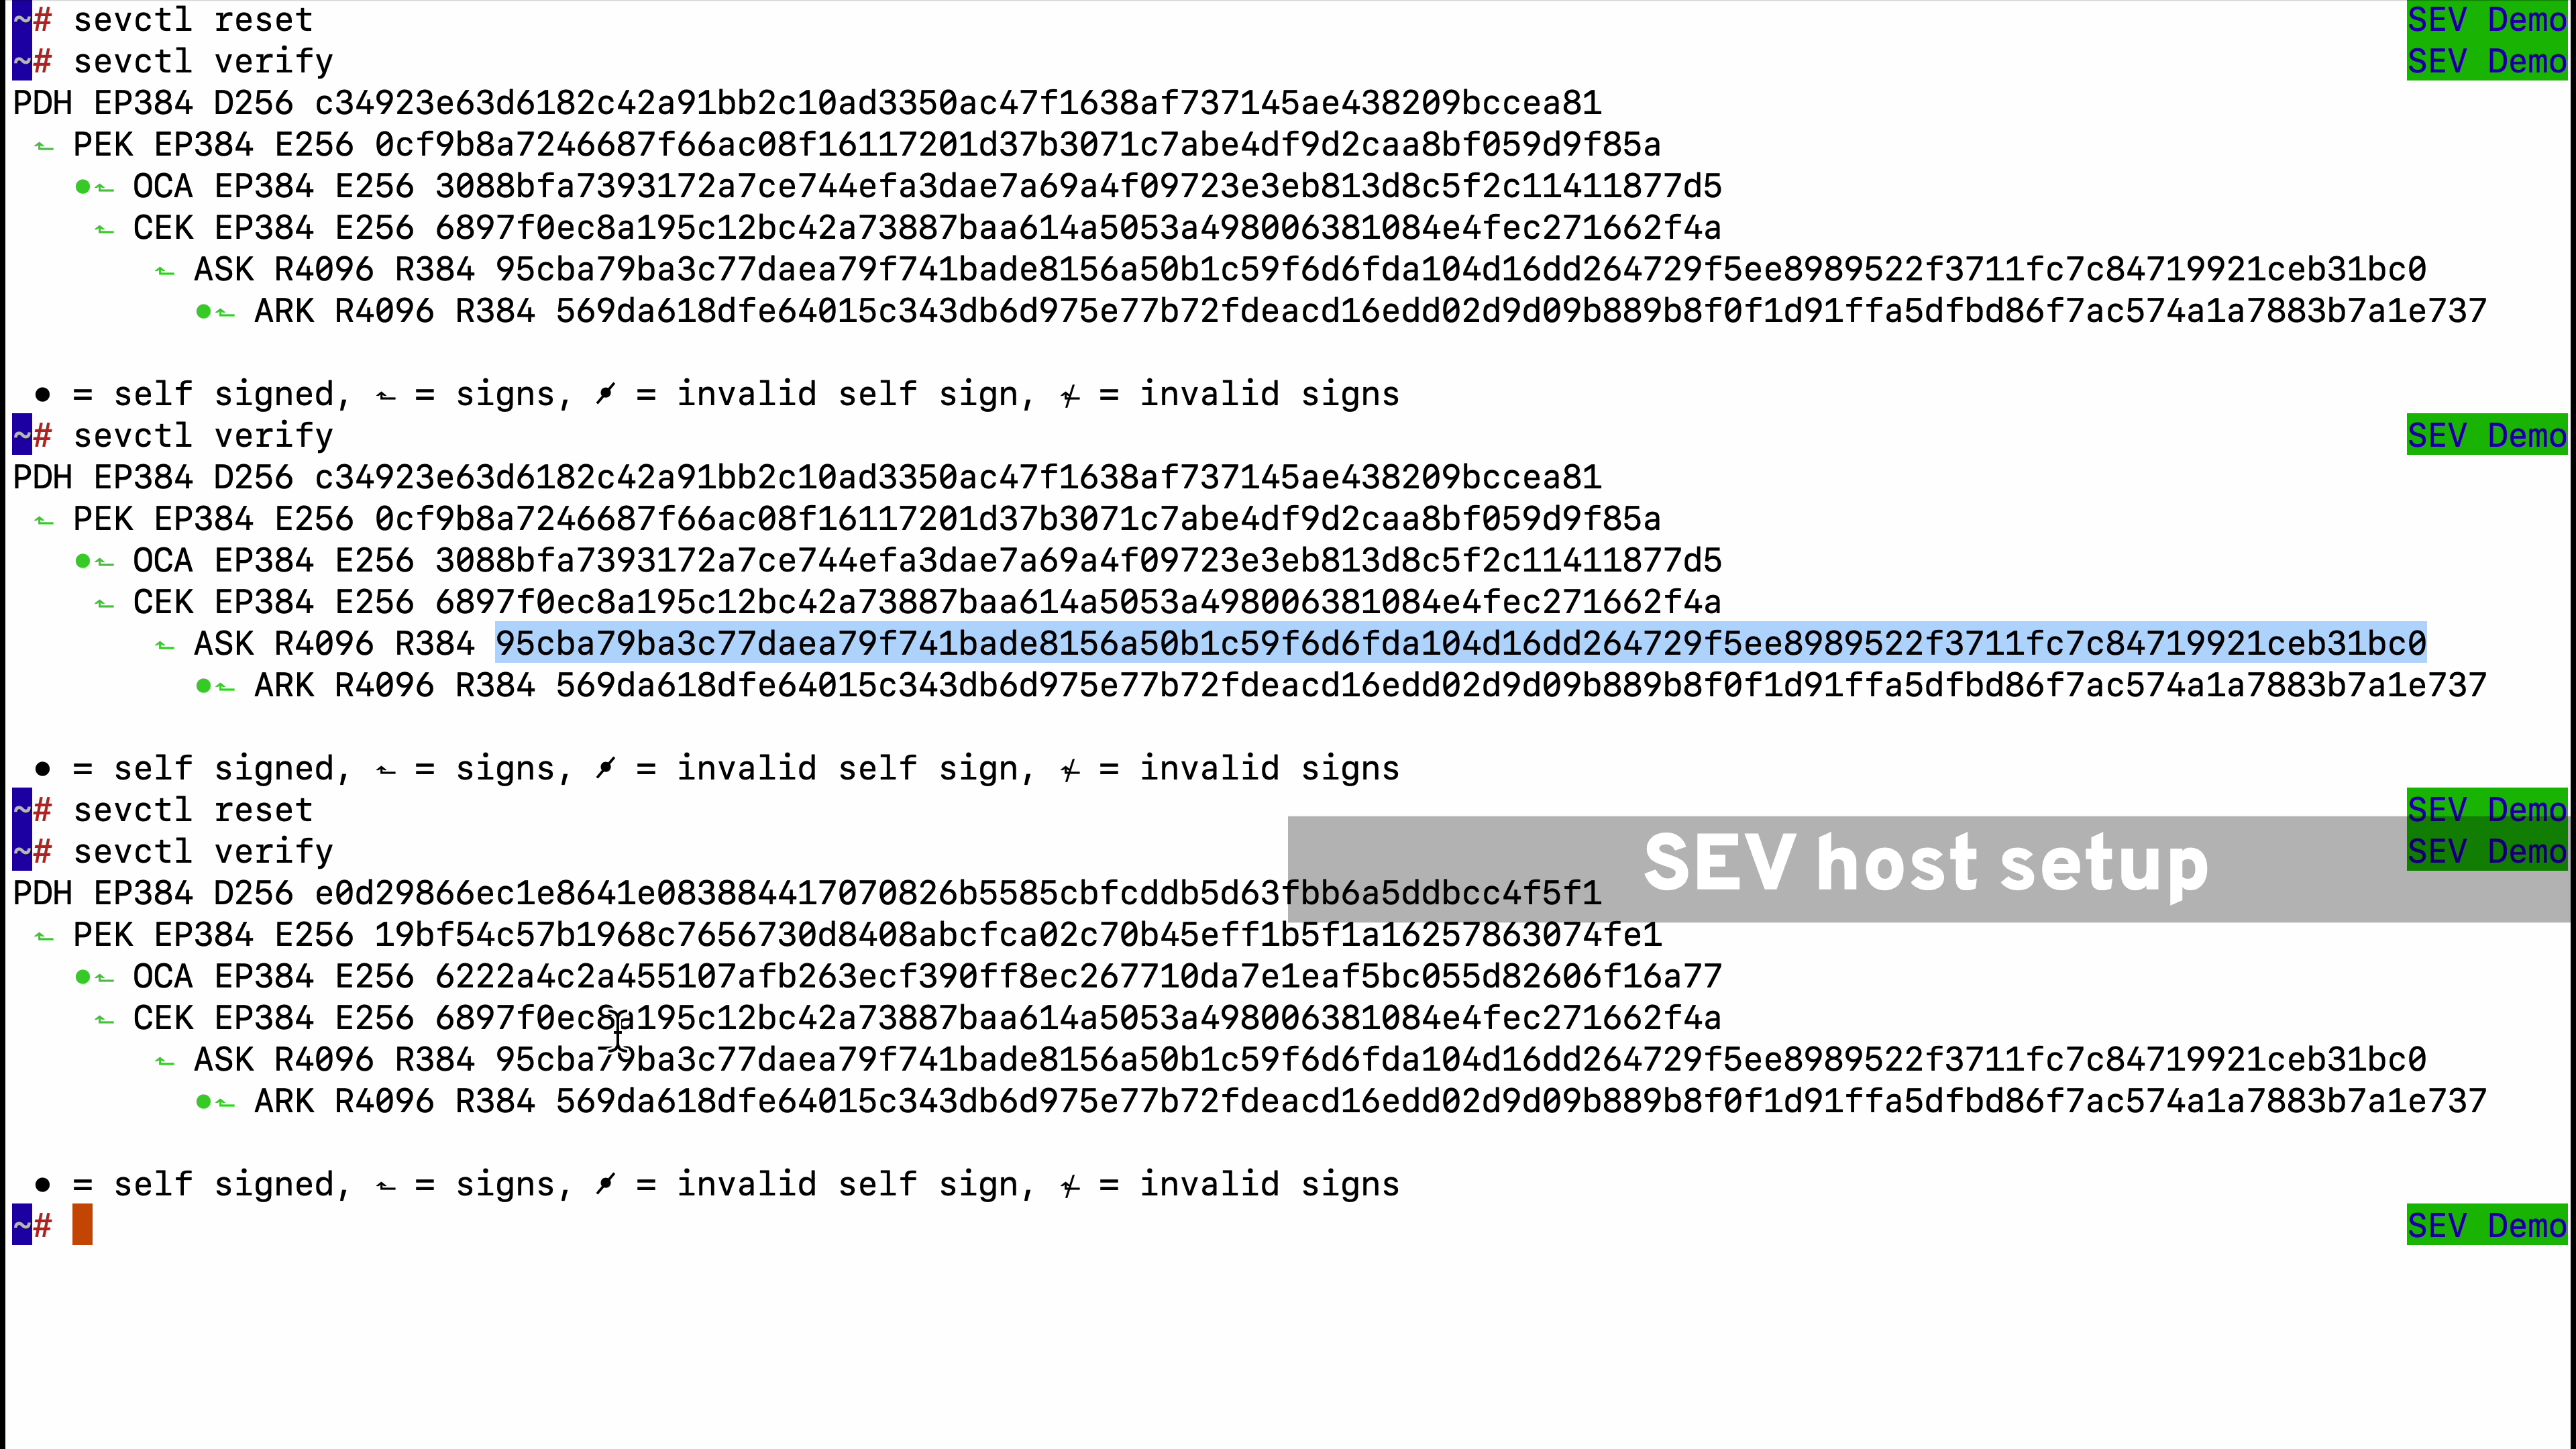 ~# sevctl reset SEV Demo
~# sevctl verify SEV Demo
PDH EP384 D256 c34923e63d6182c42a91bb2c10ad3350ac47f1638af737145ae438209bccea81
⬑ PEK EP384 E256 0cf9b8a7246687f66ac08f16117201d37b3071c7abe4df9d2caa8bf059d9f85a
•⬑ OCA EP384 E256 3088bfa7393172a7ce744efa3dae7a69a4f09723e3eb813d8c5f2c11411877d5
⬑ CEK EP384 E256 6897f0ec8a195c12bc42a73887baa614a5053a498006381084e4fec271662f4a
⬑ ASK R4096 R384 95cba79ba3c77daea79f741bade8156a50b1c59f6d6fda104d16dd264729f5ee8989522f3711fc7c84719921ceb31bc0
•⬑ ARK R4096 R384 569da618dfe64015c343db6d975e77b72fdeacd16edd02d9d09b889b8f0f1d91ffa5dfbd86f7ac574a1a7883b7a1e737
• = self signed, ⬑ = signs, •̷ = invalid self sign, ⬑̸ = invalid signs
~# sevctl verify SEV Demo
PDH EP384 D256 c34923e63d6182c42a91bb2c10ad3350ac47f1638af737145ae438209bccea81
⬑ PEK EP384 E256 0cf9b8a7246687f66ac08f16117201d37b3071c7abe4df9d2caa8bf059d9f85a
•⬑ OCA EP384 E256 3088bfa7393172a7ce744efa3dae7a69a4f09723e3eb813d8c5f2c11411877d5
⬑ CEK EP384 E256 6897f0ec8a195c12bc42a73887baa614a5053a498006381084e4fec271662f4a
⬑ ASK R4096 R384 95cba79ba3c77daea79f741bade8156a50b1c59f6d6fda104d16dd264729f5ee8989522f3711fc7c84719921ceb31bc0
•⬑ ARK R4096 R384 569da618dfe64015c343db6d975e77b72fdeacd16edd02d9d09b889b8f0f1d91ffa5dfbd86f7ac574a1a7883b7a1e737
• = self signed, ⬑ = signs, •̷ = invalid self sign, ⬑̸ = invalid signs
~# sevctl reset SEV Demo
~# sevctl verify SEV Demo
SEV host setup
PDH EP384 D256 e0d29866ec1e8641e083884417070826b5585cbfcddb5d63fbb6a5ddbcc4f5f1
⬑ PEK EP384 E256 19bf54c57b1968c7656730d8408abcfca02c70b45eff1b5f1a16257863074fe1
•⬑ OCA EP384 E256 6222a4c2a455107afb263ecf390ff8ec267710da7e1eaf5bc055d82606f16a77
⬑ CEK EP384 E256 6897f0ec8a195c12bc42a73887baa614a5053a498006381084e4fec271662f4a
⬑ ASK R4096 R384 95cba79ba3c77daea79f741bade8156a50b1c59f6d6fda104d16dd264729f5ee8989522f3711fc7c84719921ceb31bc0
•⬑ ARK R4096 R384 569da618dfe64015c343db6d975e77b72fdeacd16edd02d9d09b889b8f0f1d91ffa5dfbd86f7ac574a1a7883b7a1e737
• = self signed, ⬑ = signs, •̷ = invalid self sign, ⬑̸ = invalid signs
~# SEV Demo